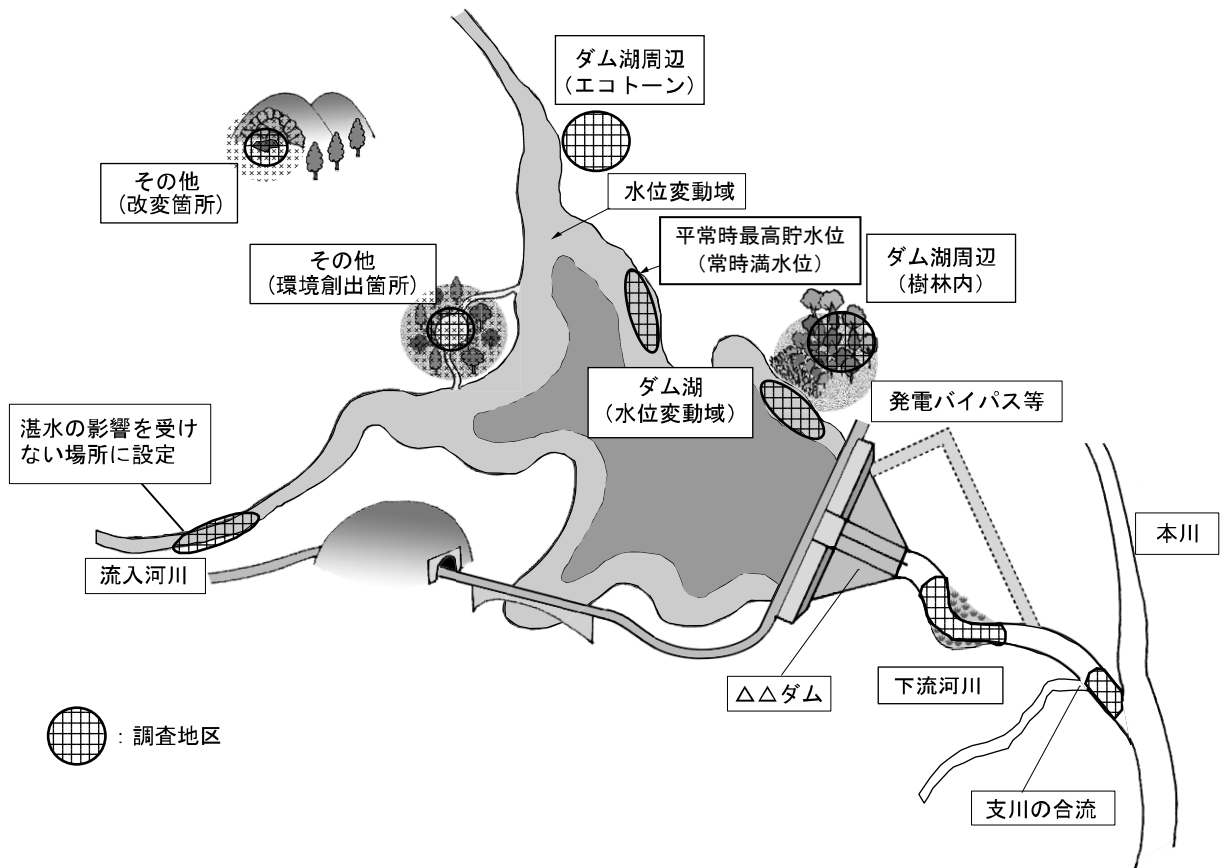 ダム湖周辺
（エコトーン）
その他
（改変箇所）
水位変動域
平常時最高貯水位
（常時満水位）
ダム湖周辺
（樹林内）
その他
（環境創出箇所）
ダム湖
（水位変動域）
発電バイパス等
湛水の影響を受け
ない場所に設定
本川
流入河川
△△ダム
下流河川
：調査地区
支川の合流